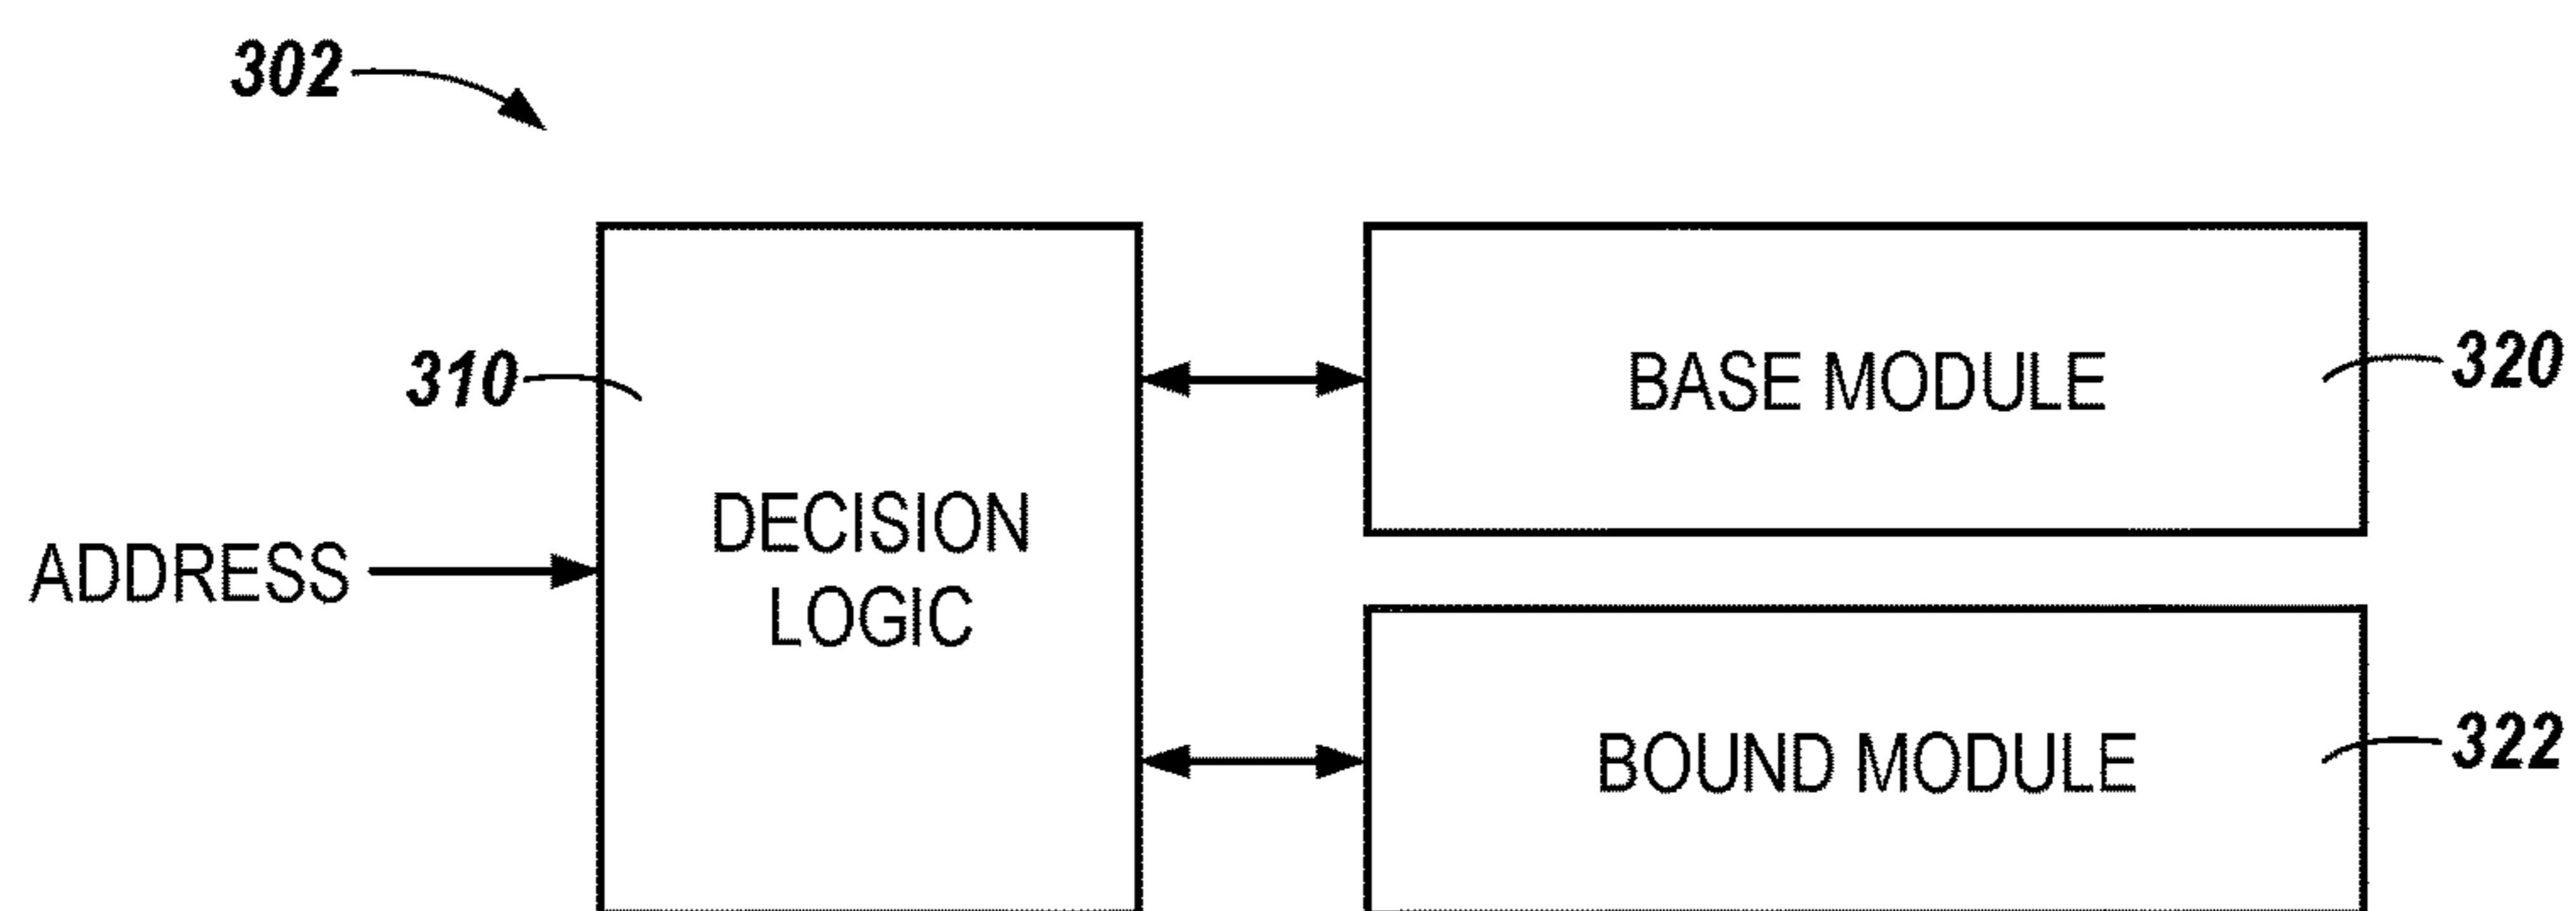 302
310
BASE MODULE
320
ADDRESS
DECISION
LOGIC
BOUND MODULE
322